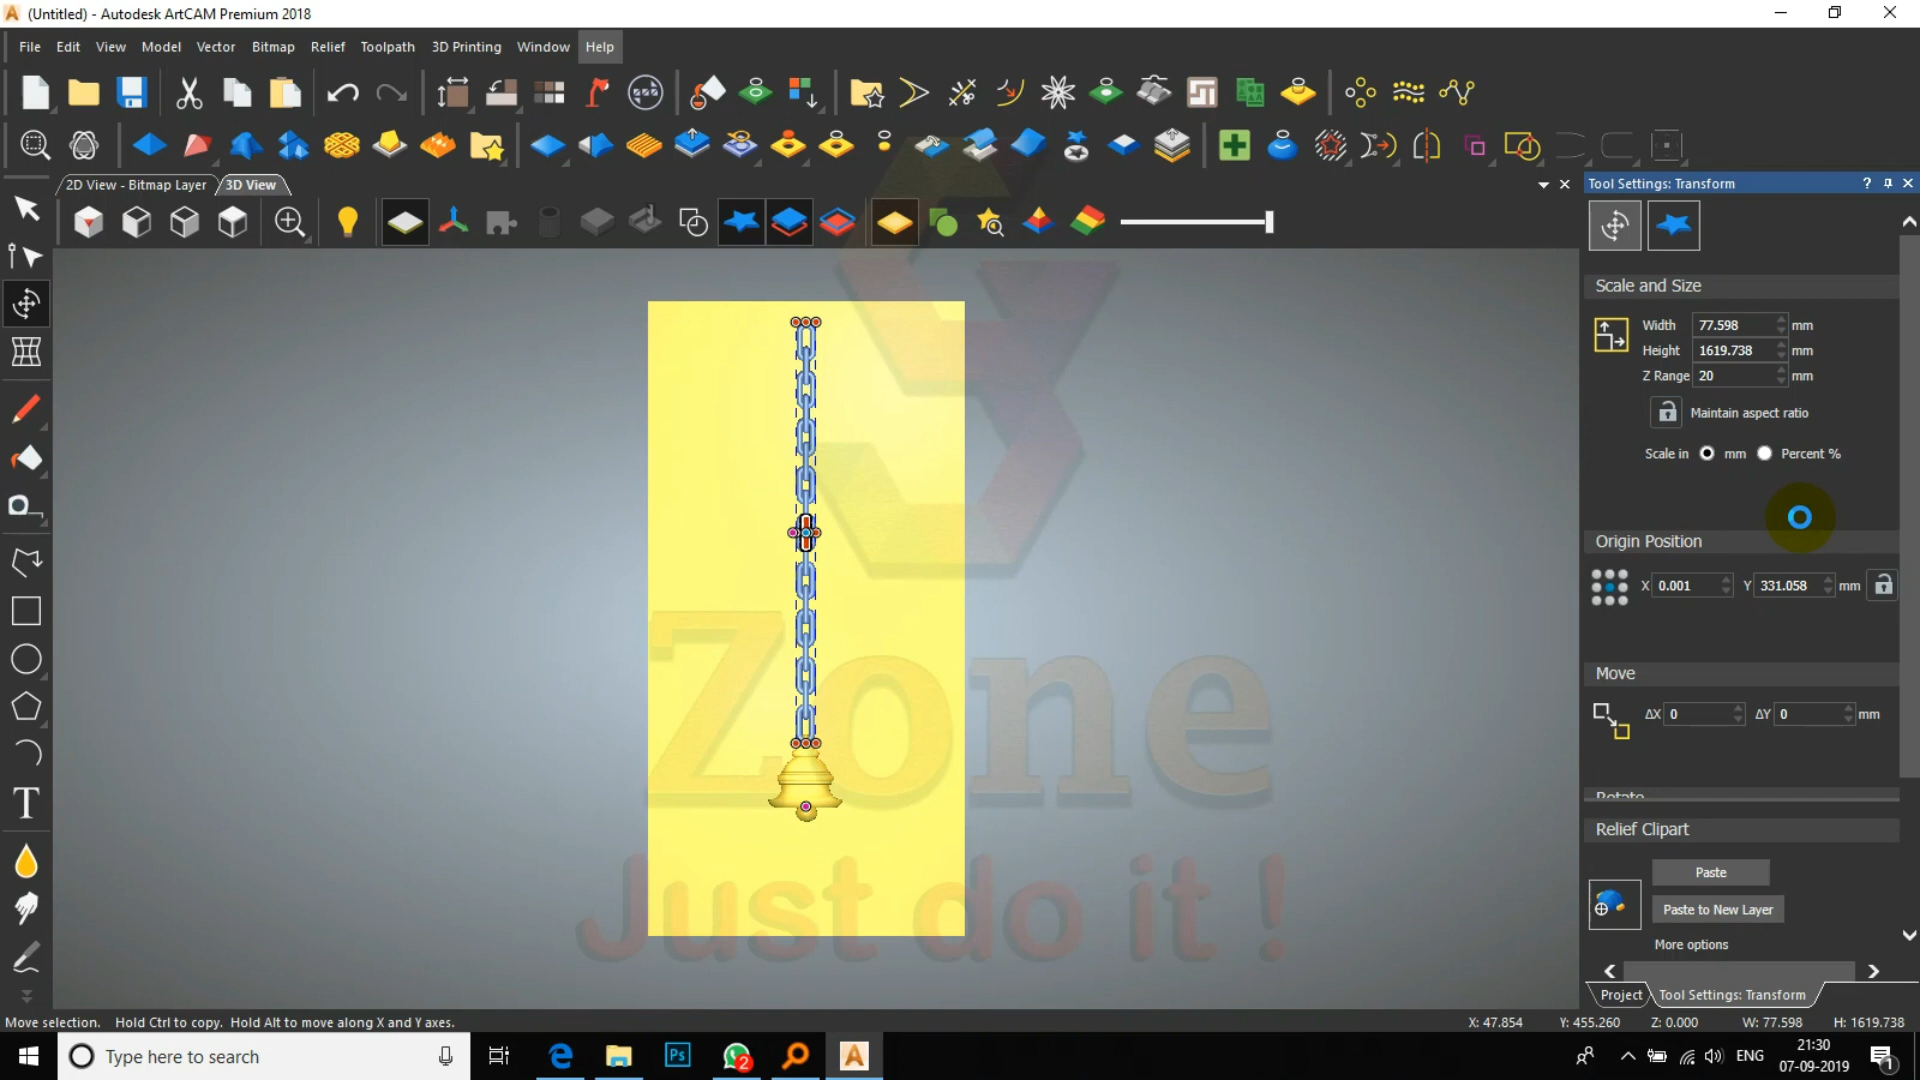 (Untitled) - Autodesk ArtCAM Premium 2018
File Edit View Model Vector Bitmap Relief Toolpath 3D Printing Window Help
2D View - Bitmap Layer 3D View
Tool Settings: Transform
Scale and Size
Width 77.598 mm
Height 1619.738 mm
Z Range 20 mm
Maintain aspect ratio
Scale in mm Percent %
Origin Position
X 0.001 Y 331.058 mm
Move
ΔX 0 ΔY 0 mm
Rotate
Relief Clipart
Paste
Paste to New Layer
More options
Project Tool Settings: Transform
Zone
Just do it !
Move selection. Hold Ctrl to copy. Hold Alt to move along X and Y axes.
X: 47.854 Y: 455.260 Z: 0.000 W: 77.598 H: 1619.738
Type here to search
Ps
2
A
ENG
21:30
07-09-2019
1